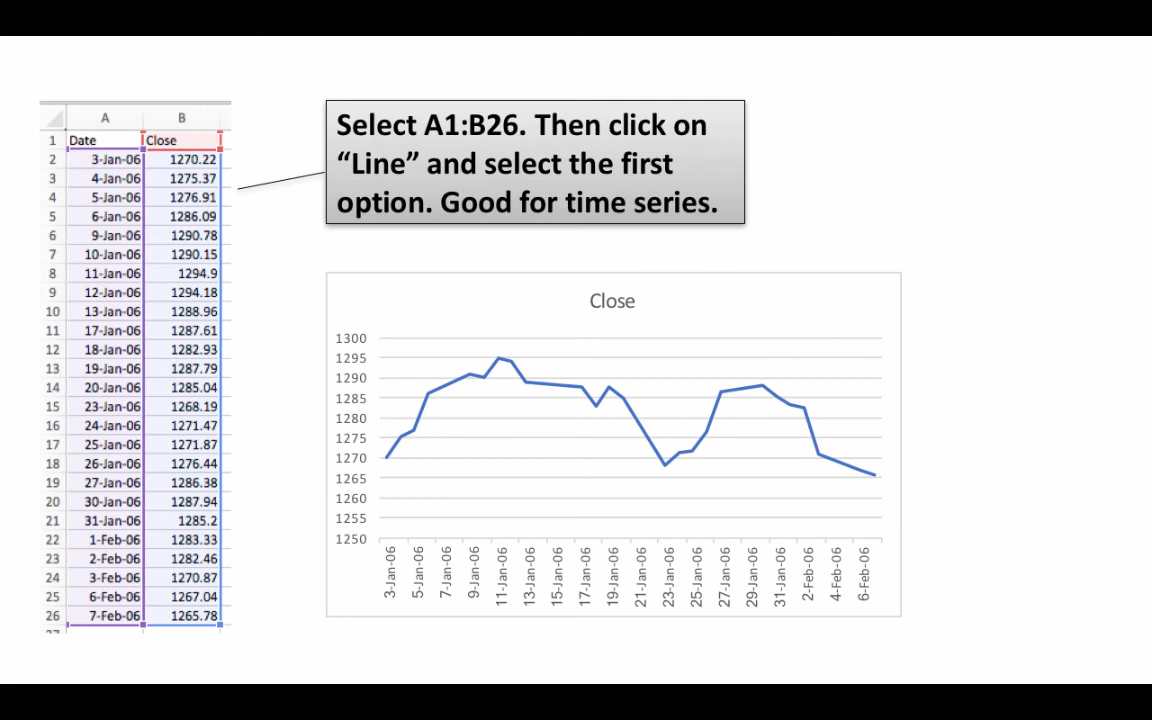 A B
1 Date Close
2 3-Jan-06 1270.22
3 4-Jan-06 1275.37
4 5-Jan-06 1276.91
5 6-Jan-06 1286.09
6 9-Jan-06 1290.78
7 10-Jan-06 1290.15
8 11-Jan-06 1294.9
9 12-Jan-06 1294.18
10 13-Jan-06 1288.96
11 17-Jan-06 1287.61
12 18-Jan-06 1282.93
13 19-Jan-06 1287.79
14 20-Jan-06 1285.04
15 23-Jan-06 1268.19
16 24-Jan-06 1271.47
17 25-Jan-06 1271.87
18 26-Jan-06 1276.44
19 27-Jan-06 1286.38
20 30-Jan-06 1287.94
21 31-Jan-06 1285.2
22 1-Feb-06 1283.33
23 2-Feb-06 1282.46
24 3-Feb-06 1270.87
25 6-Feb-06 1267.04
26 7-Feb-06 1265.78
Select A1:B26. Then click on
“Line” and select the first
option. Good for time series.
Close
1300
1295
1290
1285
1280
1275
1270
1265
1260
1255
1250
3-Jan-06
5-Jan-06
7-Jan-06
9-Jan-06
11-Jan-06
13-Jan-06
15-Jan-06
17-Jan-06
19-Jan-06
21-Jan-06
23-Jan-06
25-Jan-06
27-Jan-06
29-Jan-06
31-Jan-06
2-Feb-06
4-Feb-06
6-Feb-06